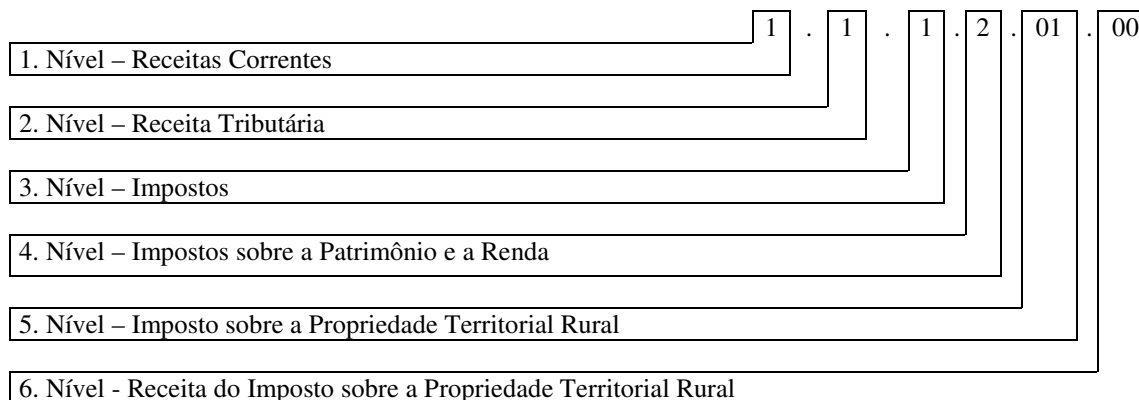 1 . 1 . 1 . 2 . 01 . 00
1. Nível – Receitas Correntes
2. Nível – Receita Tributária
3. Nível – Impostos
4. Nível – Impostos sobre a Patrimônio e a Renda
5. Nível – Imposto sobre a Propriedade Territorial Rural
6. Nível - Receita do Imposto sobre a Propriedade Territorial Rural